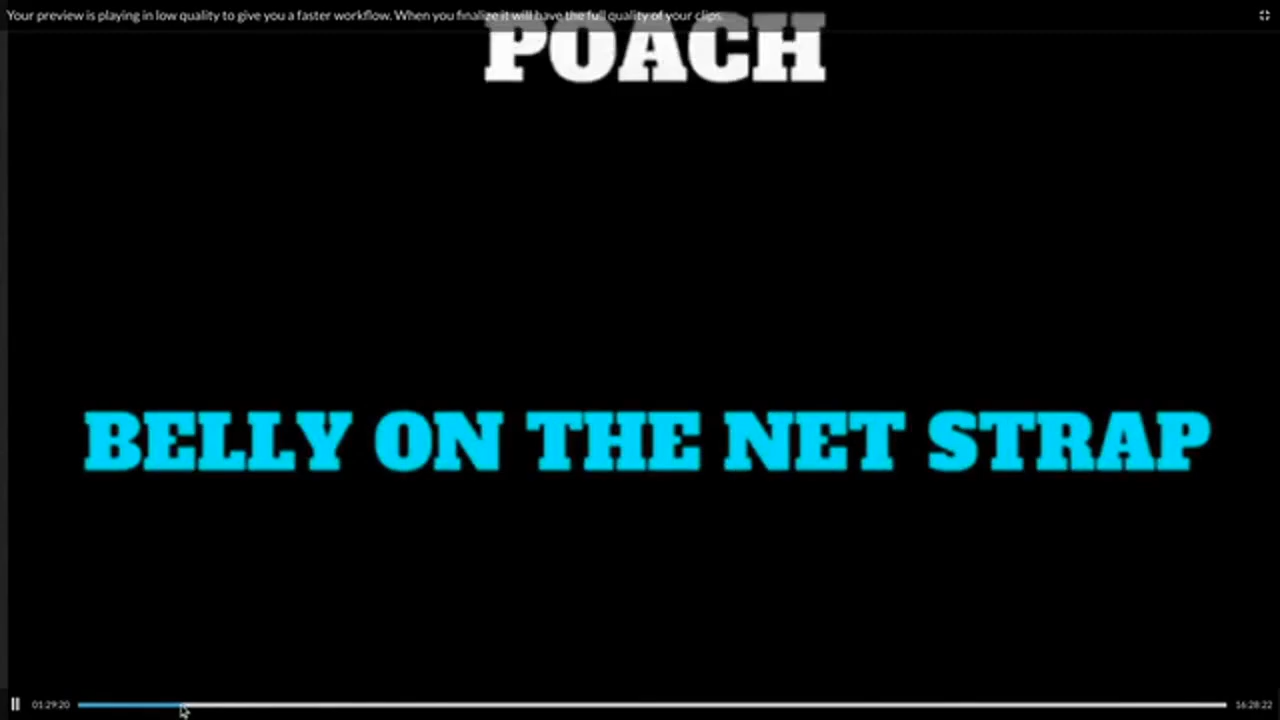 Your preview is playing in low quality to give you a faster workflow. When you finalize it will have the full quality of your clips.
POACH
BELLY ON THE NET STRAP
01:29:20
16:28:22